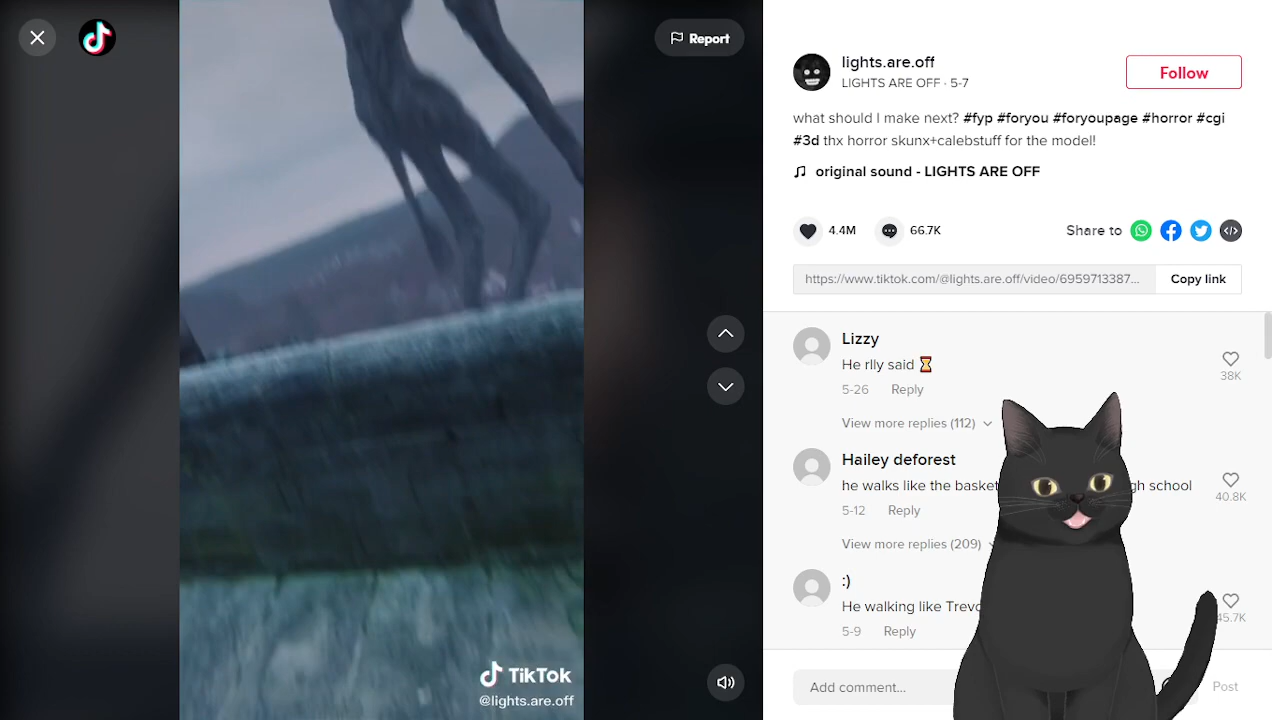 Report
TikTok
@lights.are.off
lights.are.off
LIGHTS ARE OFF · 5-7
Follow
what should I make next? #fyp #foryou #foryoupage #horror #cgi
#3d thx horror skunx+calebstuff for the model!
original sound - LIGHTS ARE OFF
4.4M
66.7K
Share to
https://www.tiktok.com/@lights.are.off/video/6959713387...
Copy link
Lizzy
He rlly said ⏳
38K
5-26 Reply
View more replies (112)
Hailey deforest
he walks like the school
40.8K
5-12 Reply
View more replies (209)
:)
He walking like
45.7K
5-9 Reply
Add comment...
Post